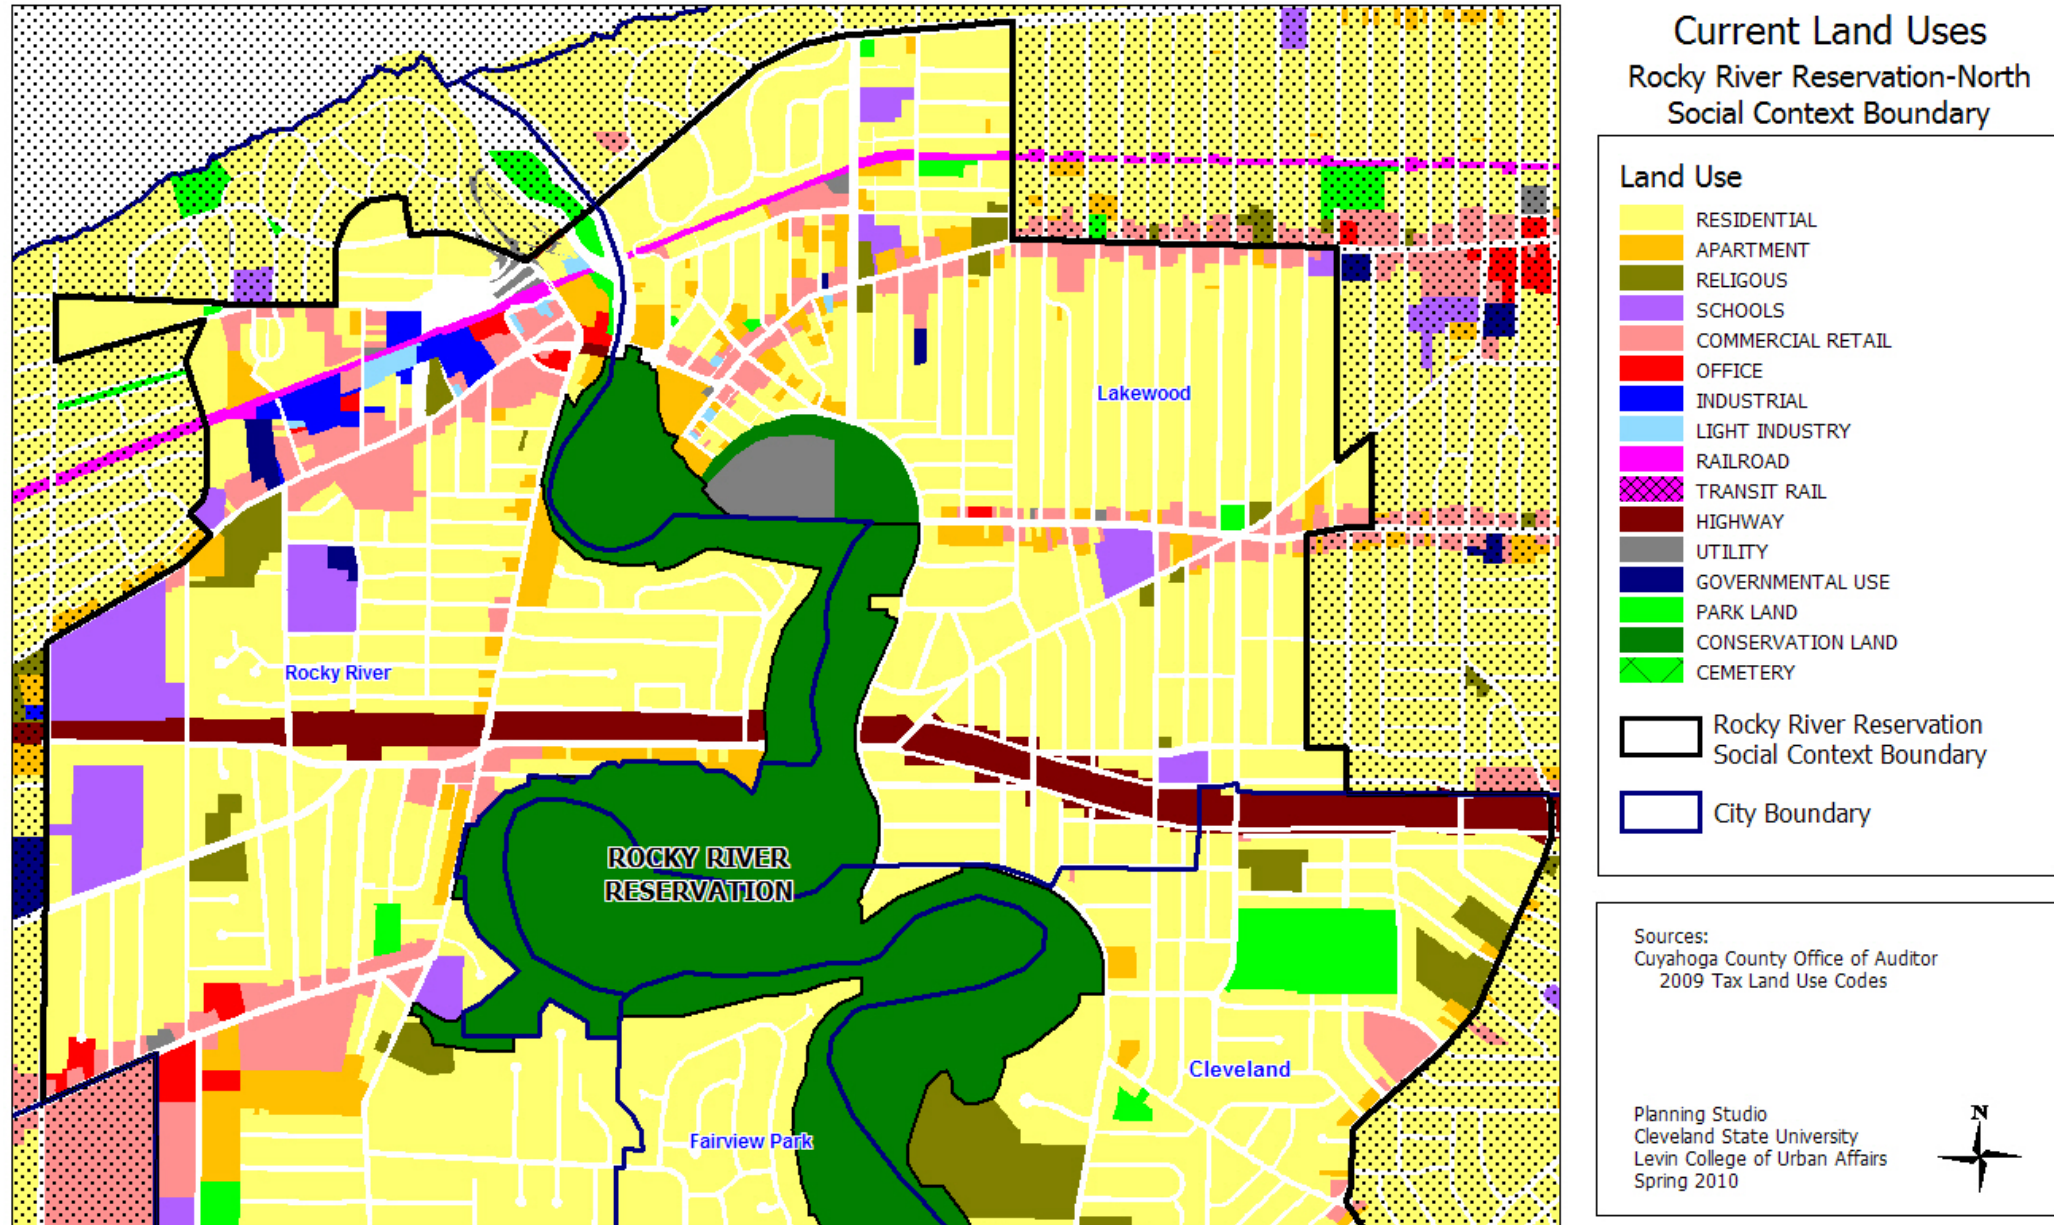 Current Land Uses
Rocky River Reservation-North
Social Context Boundary
Land Use
RESIDENTIAL
APARTMENT
RELIGOUS
SCHOOLS
COMMERCIAL RETAIL
OFFICE
INDUSTRIAL
LIGHT INDUSTRY
RAILROAD
TRANSIT RAIL
HIGHWAY
UTILITY
GOVERNMENTAL USE
PARK LAND
CONSERVATION LAND
CEMETERY
Rocky River Reservation
Social Context Boundary
City Boundary
Sources:
Cuyahoga County Office of Auditor
2009 Tax Land Use Codes
Planning Studio
Cleveland State University
Levin College of Urban Affairs
Spring 2010
N
Lakewood
Rocky River
ROCKY RIVER
RESERVATION
Cleveland
Fairview Park